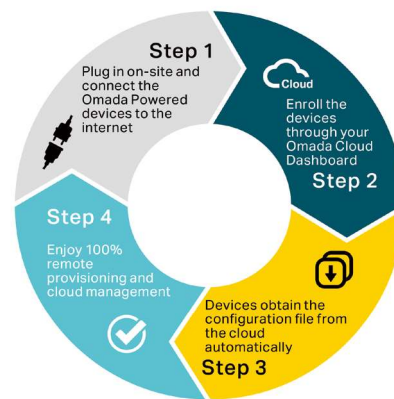 Step 1
Plug in on-site and
connect the
Omada Powered
devices to the
internet
Cloud
Enroll the
devices
through your
Omada Cloud
Dashboard
Step 2
Devices obtain the
configuration file from
the cloud
automatically
Step 3
Step 4
Enjoy 100%
remote
provisioning and
cloud management